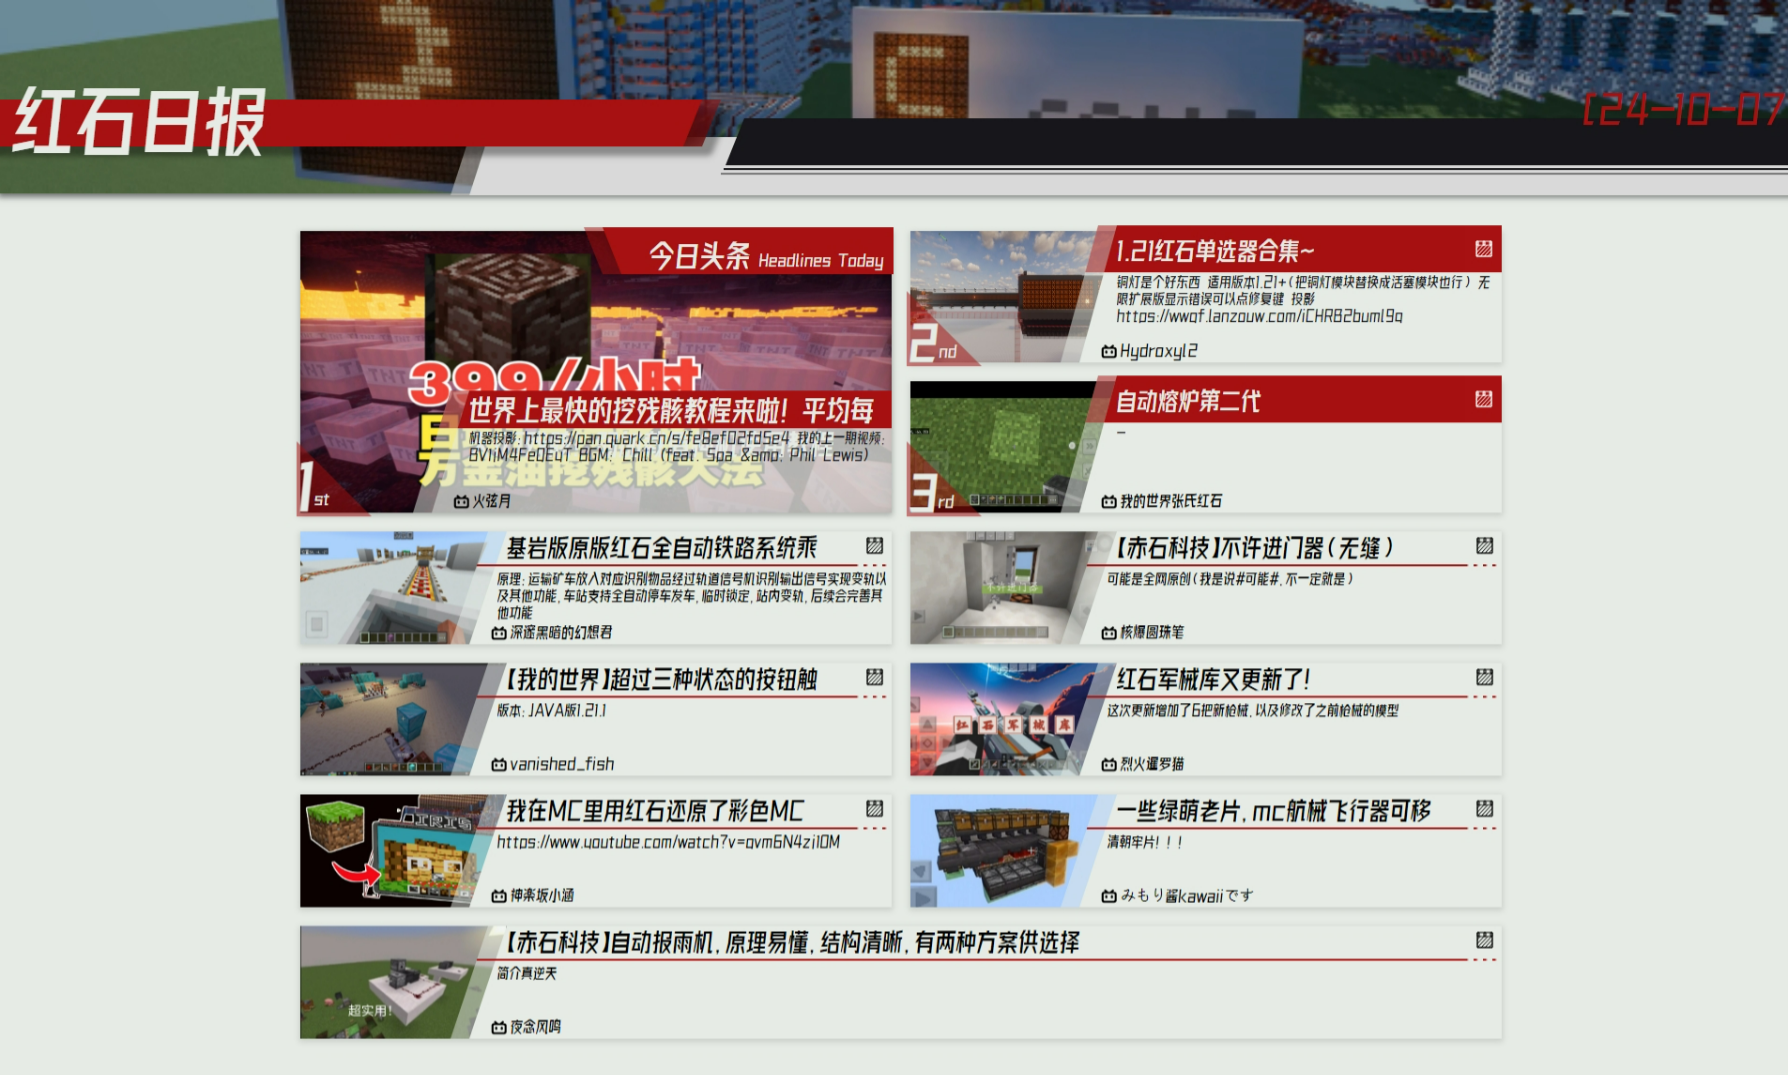 红石日报
[24-10-07
今日头条 Headlines Today
399/小时
世界上最快的挖残骸教程来啦！平均每
机器投影:https://pan.quark.cn/s/fe8ef02fd5e4 我的上一期视频:
BV1iM4Fe0EuT BGM: Chill (feat. Spa &amp; Phil Lewis)
万金油挖残骸大法
1st
火弦月
1.21红石单选器合集~
铜灯是个好东西 适用版本1.21+(把铜灯模块替换成活塞模块也行) 无
限扩展版显示错误可以点修复键 投影
https://wwqf.lanzouw.com/iCHR82buml9q
2nd
Hydroxyl2
自动熔炉第二代
-
3rd
我的世界张氏红石
基岩版原版红石全自动铁路系统乘
原理:运输矿车放入对应识别物品经过轨道信号机识别输出信号实现变轨以
及其他功能,车站支持全自动停车发车,临时锁定,站内变轨,后续会完善其
他功能
深邃黑暗的幻想君
【赤石科技】不许进门器(无缝)
可能是全网原创(我是说#可能#,不一定就是)
核爆圆珠笔
【我的世界】超过三种状态的按钮触
版本:JAVA版1.21.1
vanished_fish
红石军械库又更新了!
这次更新增加了6把新枪械,以及修改了之前枪械的模型
红石军械库
烈火暹罗猫
我在MC里用红石还原了彩色MC
https://www.youtube.com/watch?v=qvm6N4zil0M
神楽坂小涵
一些绿萌老片,mc航械飞行器可移
清朝牢片!!!
みもり酱kawaiiです
【赤石科技】自动报雨机,原理易懂,结构清晰,有两种方案供选择
简介真逆天
超实用!
夜念风鸣